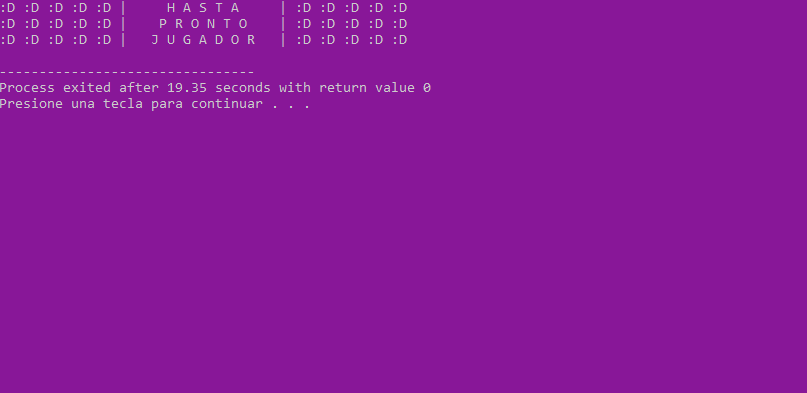 :D :D :D :D :D |     H A S T A     | :D :D :D :D :D
:D :D :D :D :D |    P R O N T O    | :D :D :D :D :D
:D :D :D :D :D |   J U G A D O R   | :D :D :D :D :D
--------------------------------
Process exited after 19.35 seconds with return value 0
Presione una tecla para continuar . . .